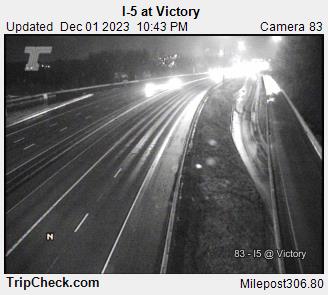 I-5 at Victory
Updated Dec 01 2023 10:43 PM Camera 83
T
N
83 - I5 @ Victory
TripCheck.com Milepost306.80